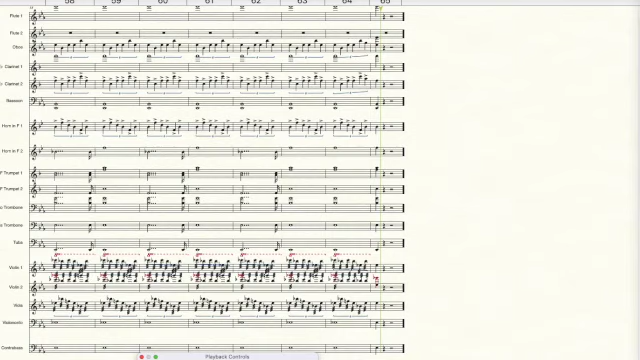 58 59 60 61 62 63 64 65
Flute 1
Flute 2
Oboe
Clarinet 1
Clarinet 2
Bassoon
Horn in F 1
Horn in F 2
Trumpet 1
Trumpet 2
Trombone
Trombone
Tuba
Violin 1
Violin 2
Viola
Violoncello
Contrabass
Playback Controls